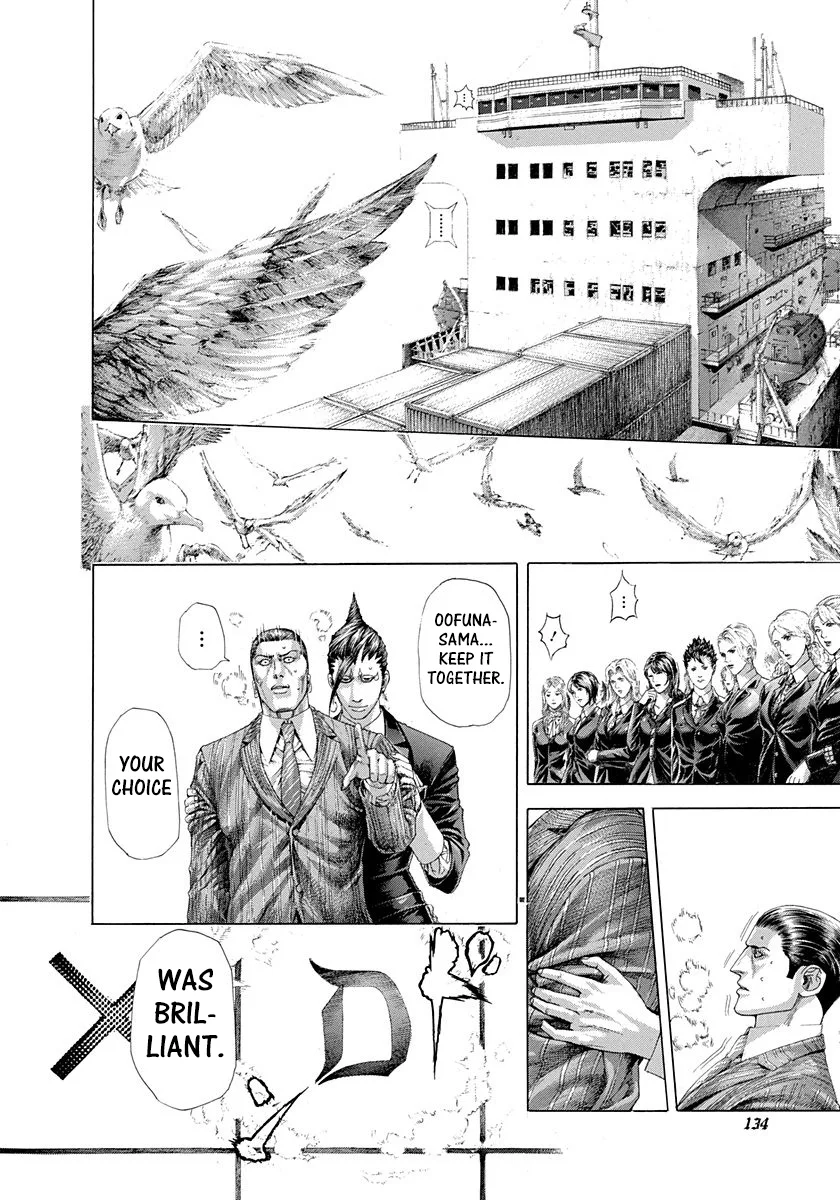 ...
......
...
!
OOFUNA-
SAMA...
KEEP IT
TOGETHER.
...
YOUR
CHOICE
WAS
BRIL-
LIANT.
D
134